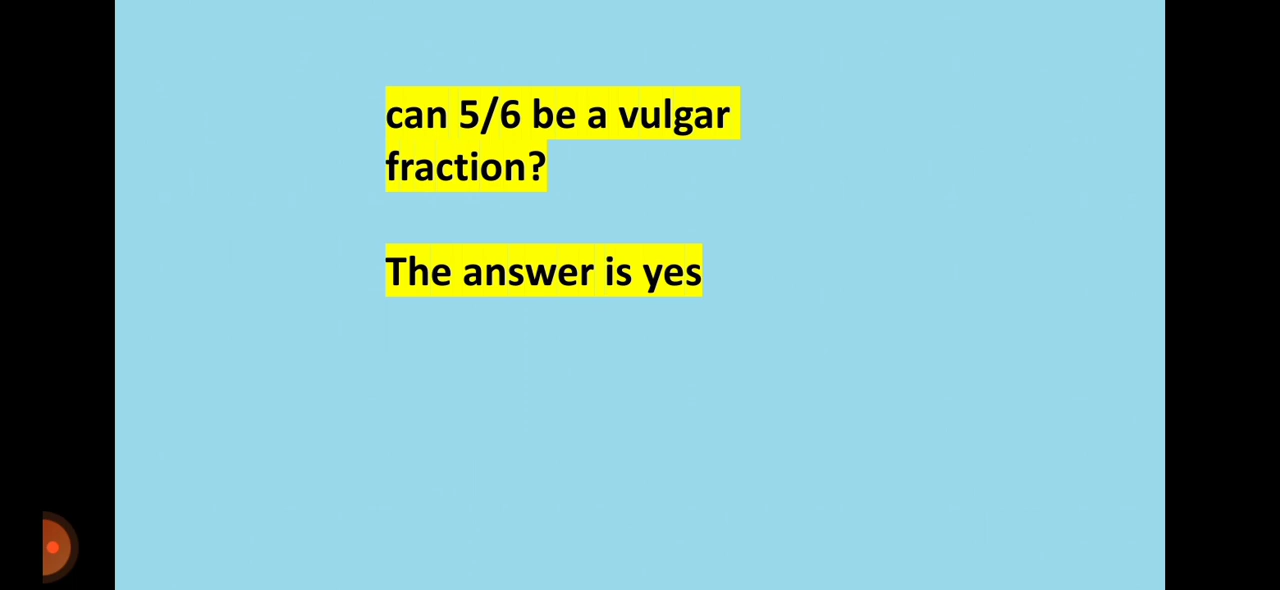 can 5/6 be a vulgar
fraction?
The answer is yes